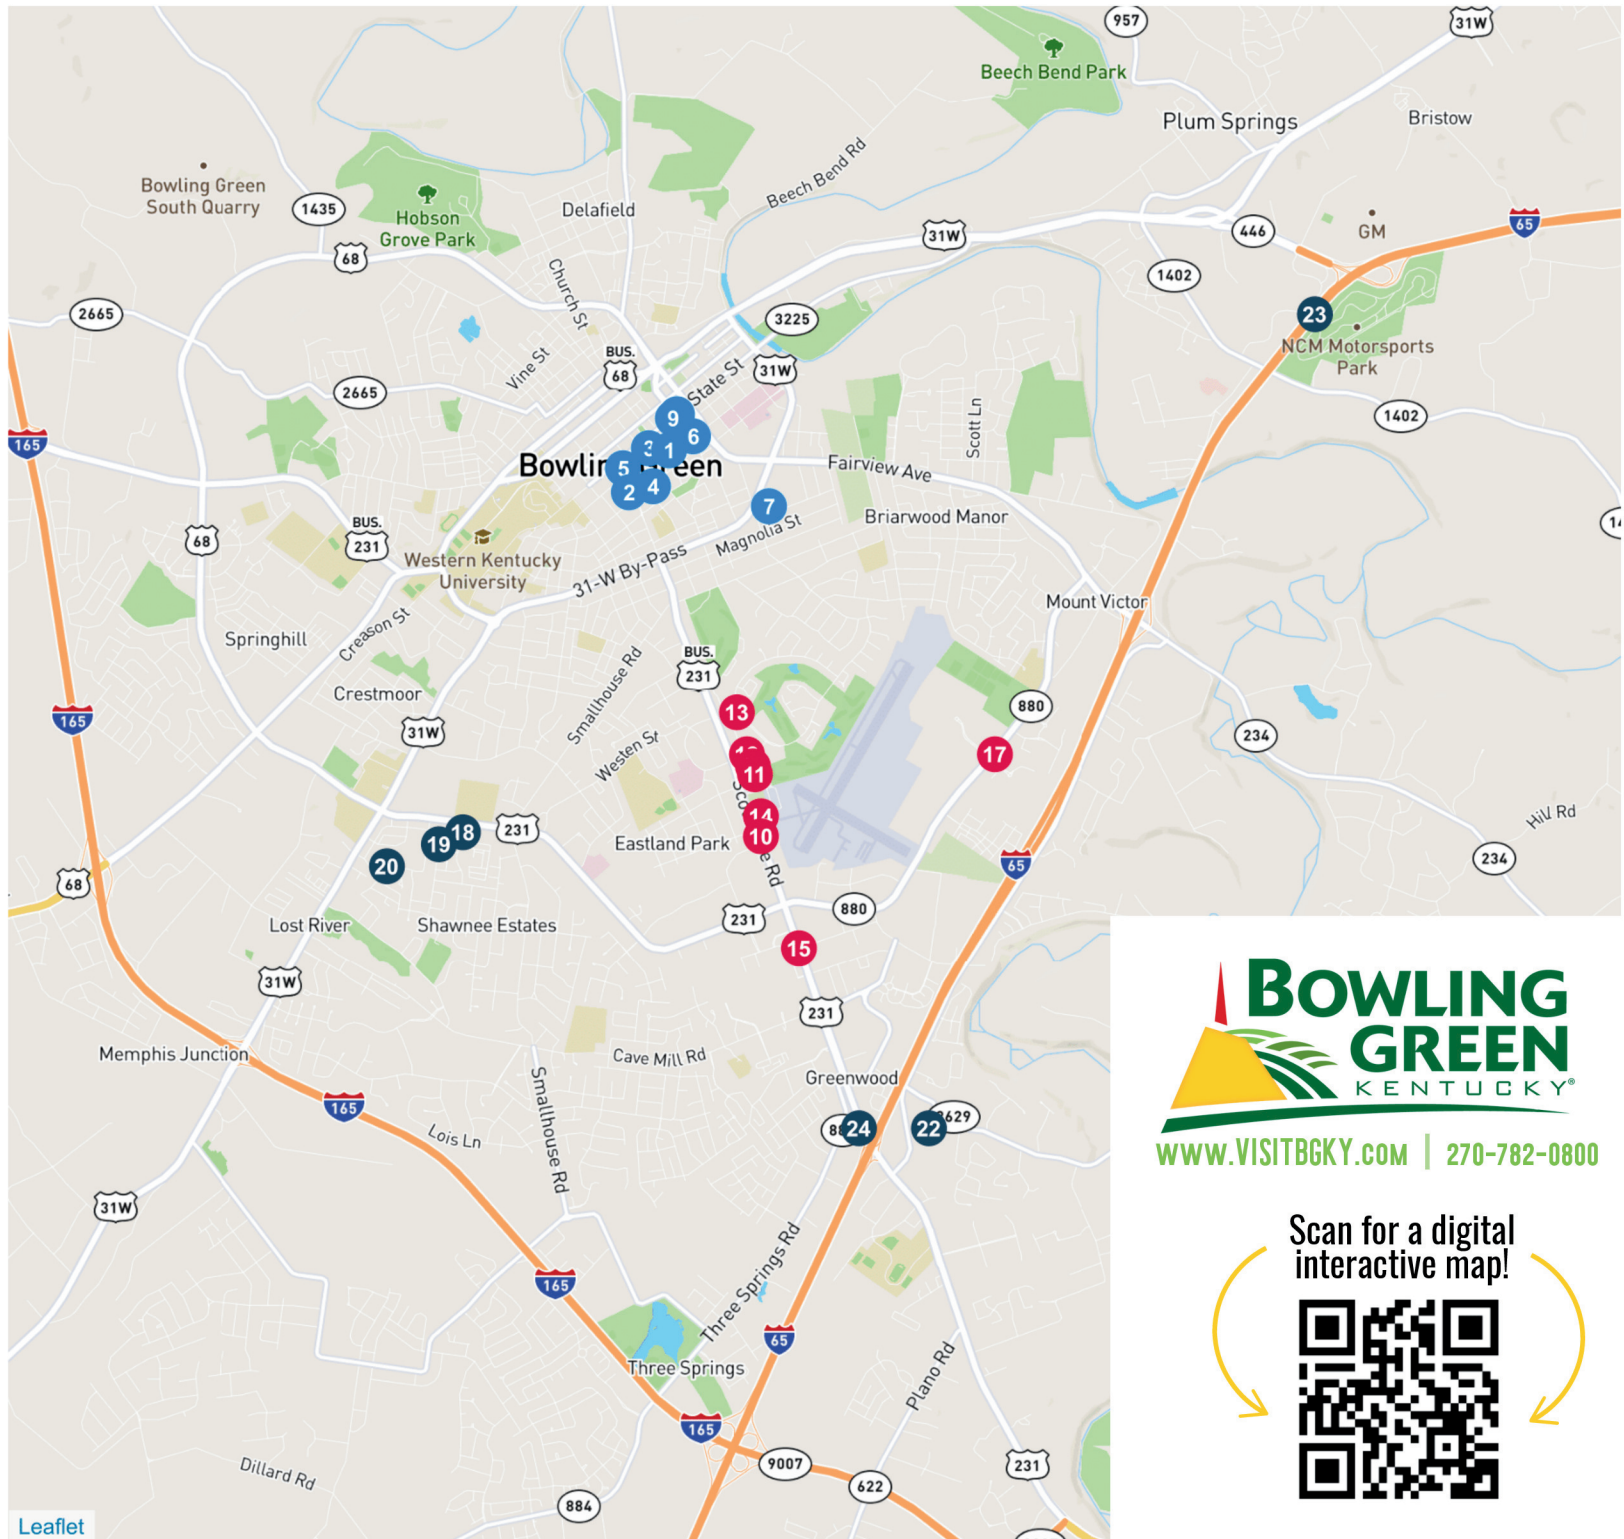 957
31W
Beech Bend Park
Plum Springs
Bristow
Bowling Green
South Quarry
1435
Hobson
Grove Park
Delafield
Beech Bend Rd
31W
446
GM
65
68
1402
Church St
2665
3225
23
NCM Motorsports
Park
Vine St
BUS.
68
State St
31W
2665
1402
Scott Ln
9
6
3
1
165
5
Fairview Ave
2
4
7
Briarwood Manor
Magnolia St
68
BUS.
231
Western Kentucky
University
31-W By-Pass
Mount Victor
Creason St
Springhill
Smallhouse Rd
BUS.
231
Crestmoor
880
13
165
31W
Westen St
234
17
11
14
10
Hill Rd
18
231
19
Eastland Park
20
65
234
68
880
231
Lost River
Shawnee Estates
15
31W
231
Memphis Junction
Cave Mill Rd
Greenwood
165
Smallhouse Rd
Lois Ln
24
22
31W
Three Springs Rd
165
65
Three Springs
Plano Rd
165
9007
231
Dillard Rd
622
884
Leaflet
BOWLING
GREEN
KENTUCKY®
WWW.VISITBGKY.COM | 270-782-0800
Scan for a digital
interactive map!